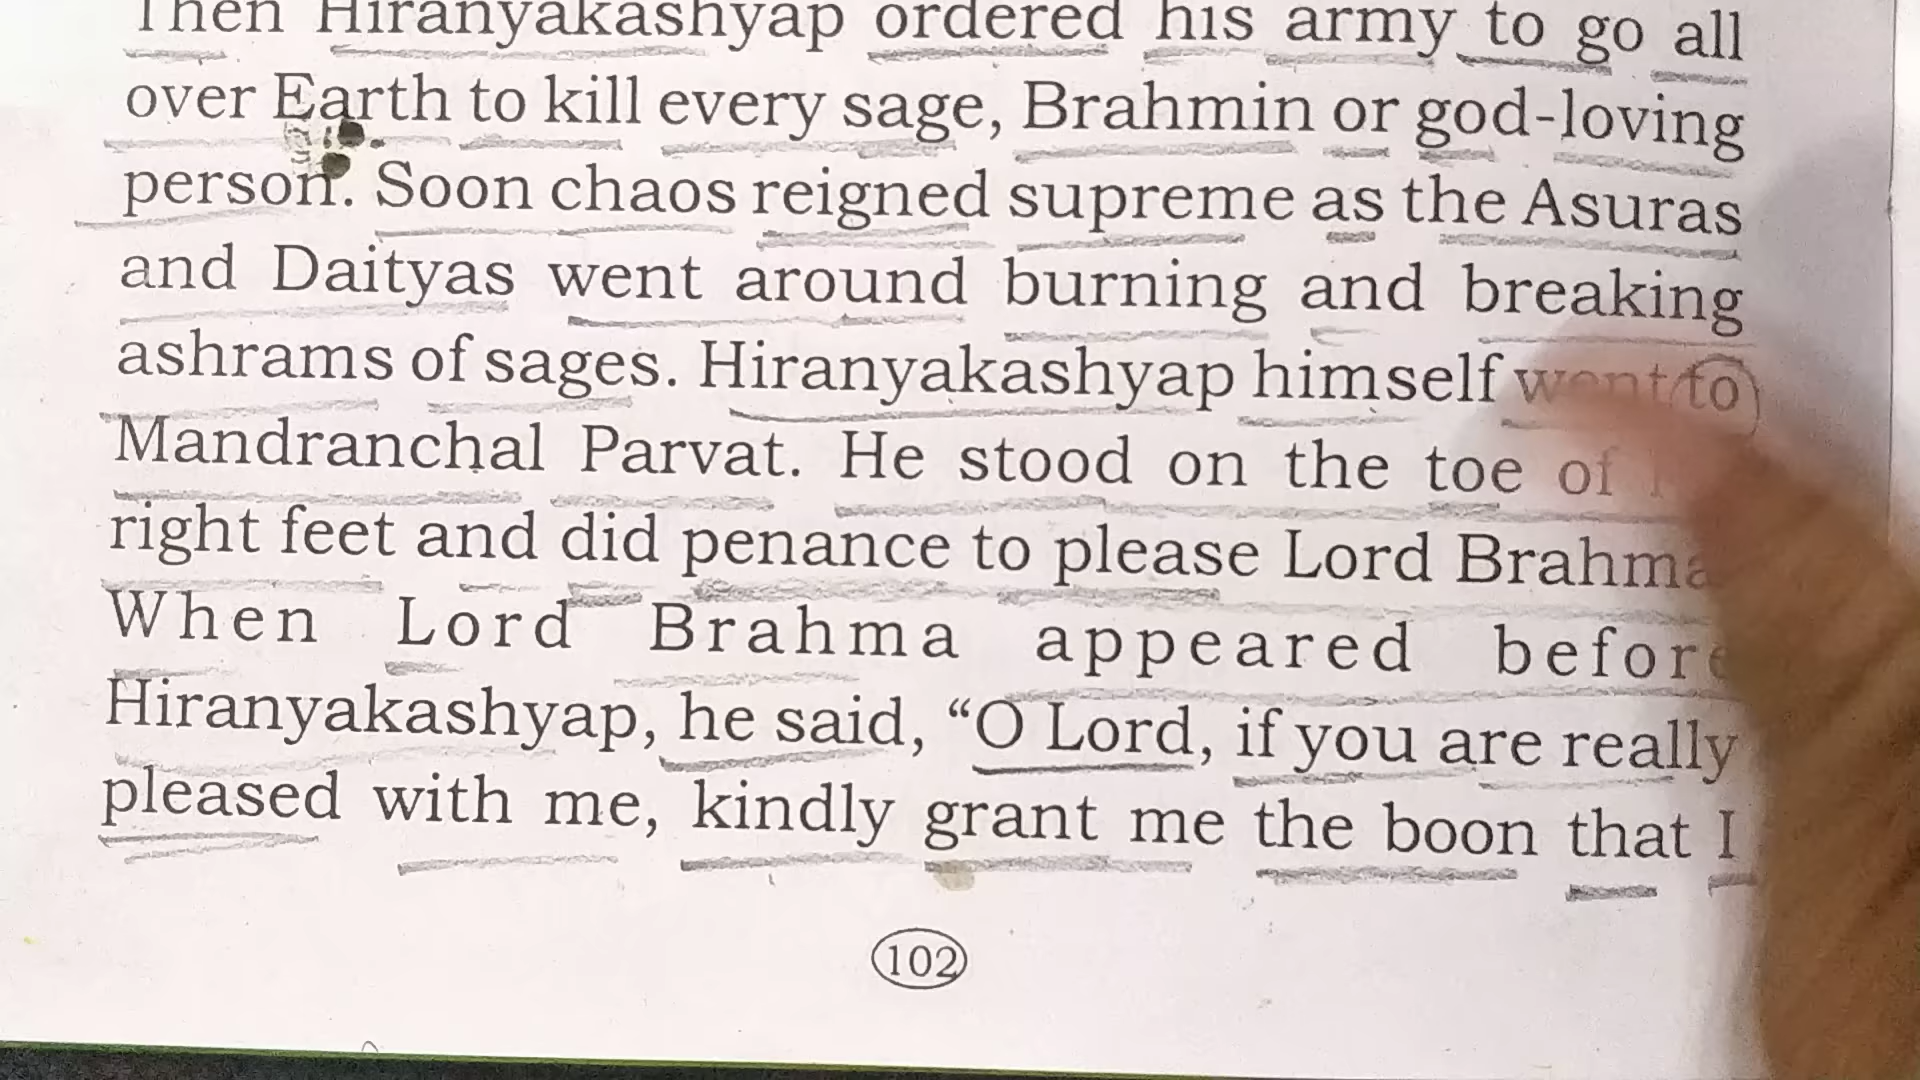 Then Hiranyakashyap ordered his army to go all
over Earth to kill every sage, Brahmin or god-loving
person. Soon chaos reigned supreme as the Asuras
and Daityas went around burning and breaking
ashrams of sages. Hiranyakashyap himself went to
Mandranchal Parvat. He stood on the toe of
right feet and did penance to please Lord Brahma
When Lord Brahma appeared before
Hiranyakashyap, he said, “O Lord, if you are really
pleased with me, kindly grant me the boon that I
102